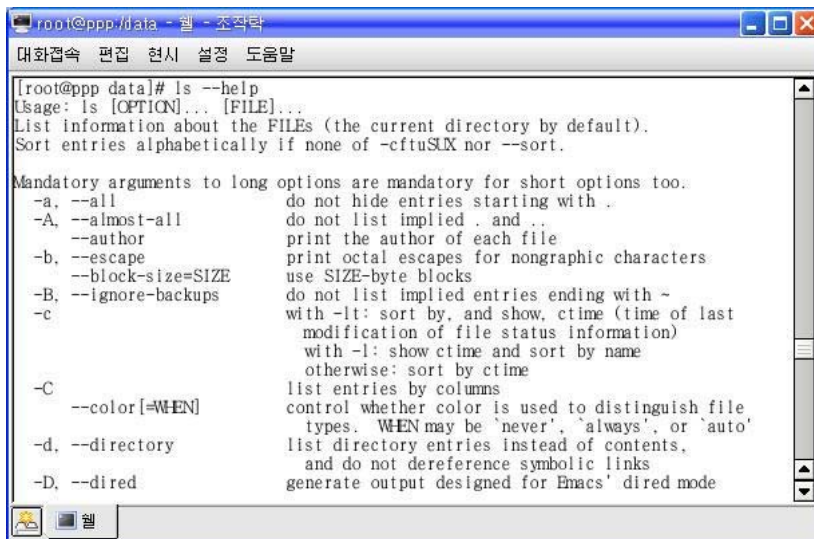 root@ppp:/data - 웰 - 조작탁
대화접속 편집 현시 설정 도움말
[root@ppp data]# ls --help
Usage: ls [OPTION]... [FILE]...
List information about the FILEs (the current directory by default).
Sort entries alphabetically if none of -cftuSUX nor --sort.
Mandatory arguments to long options are mandatory for short options too.
-a, --all do not hide entries starting with .
-A, --almost-all do not list implied . and ..
--author print the author of each file
-b, --escape print octal escapes for nongraphic characters
--block-size=SIZE use SIZE-byte blocks
-B, --ignore-backups do not list implied entries ending with ~
-c with -lt: sort by, and show, ctime (time of last
modification of file status information)
with -l: show ctime and sort by name
otherwise: sort by ctime
-C list entries by columns
--color[=WHEN] control whether color is used to distinguish file
types. WHEN may be `never', `always', or `auto'
-d, --directory list directory entries instead of contents,
and do not dereference symbolic links
-D, --dired generate output designed for Emacs' dired mode
웰